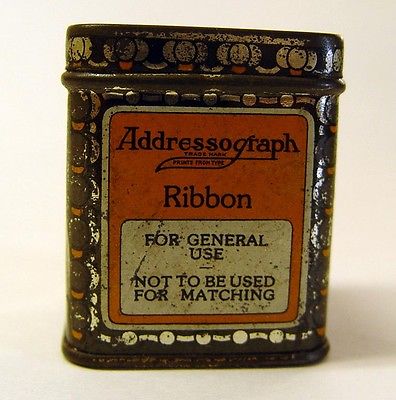 Addressograph
TRADE MARK
PRINTS FROM TYPE
Ribbon
FOR GENERAL
USE
—
NOT TO BE USED
FOR MATCHING